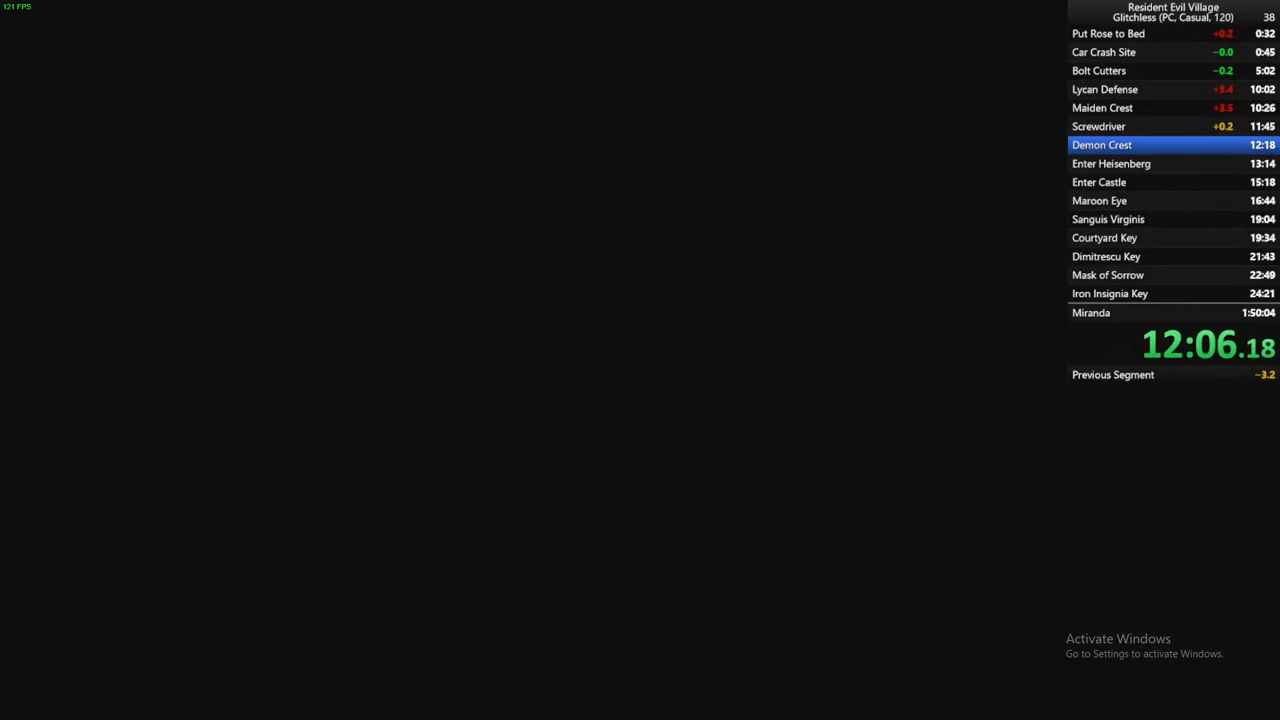 121 FPS
Resident Evil Village
Glitchless (PC, Casual, 120) 38
Put Rose to Bed +0.2 0:32
Car Crash Site −0.0 0:45
Bolt Cutters −0.2 5:02
Lycan Defense +3.4 10:02
Maiden Crest +3.5 10:26
Screwdriver +0.2 11:45
Demon Crest 12:18
Enter Heisenberg 13:14
Enter Castle 15:18
Maroon Eye 16:44
Sanguis Virginis 19:04
Courtyard Key 19:34
Dimitrescu Key 21:43
Mask of Sorrow 22:49
Iron Insignia Key 24:21
Miranda 1:50:04
12:06.18
Previous Segment −3.2
Activate Windows
Go to Settings to activate Windows.